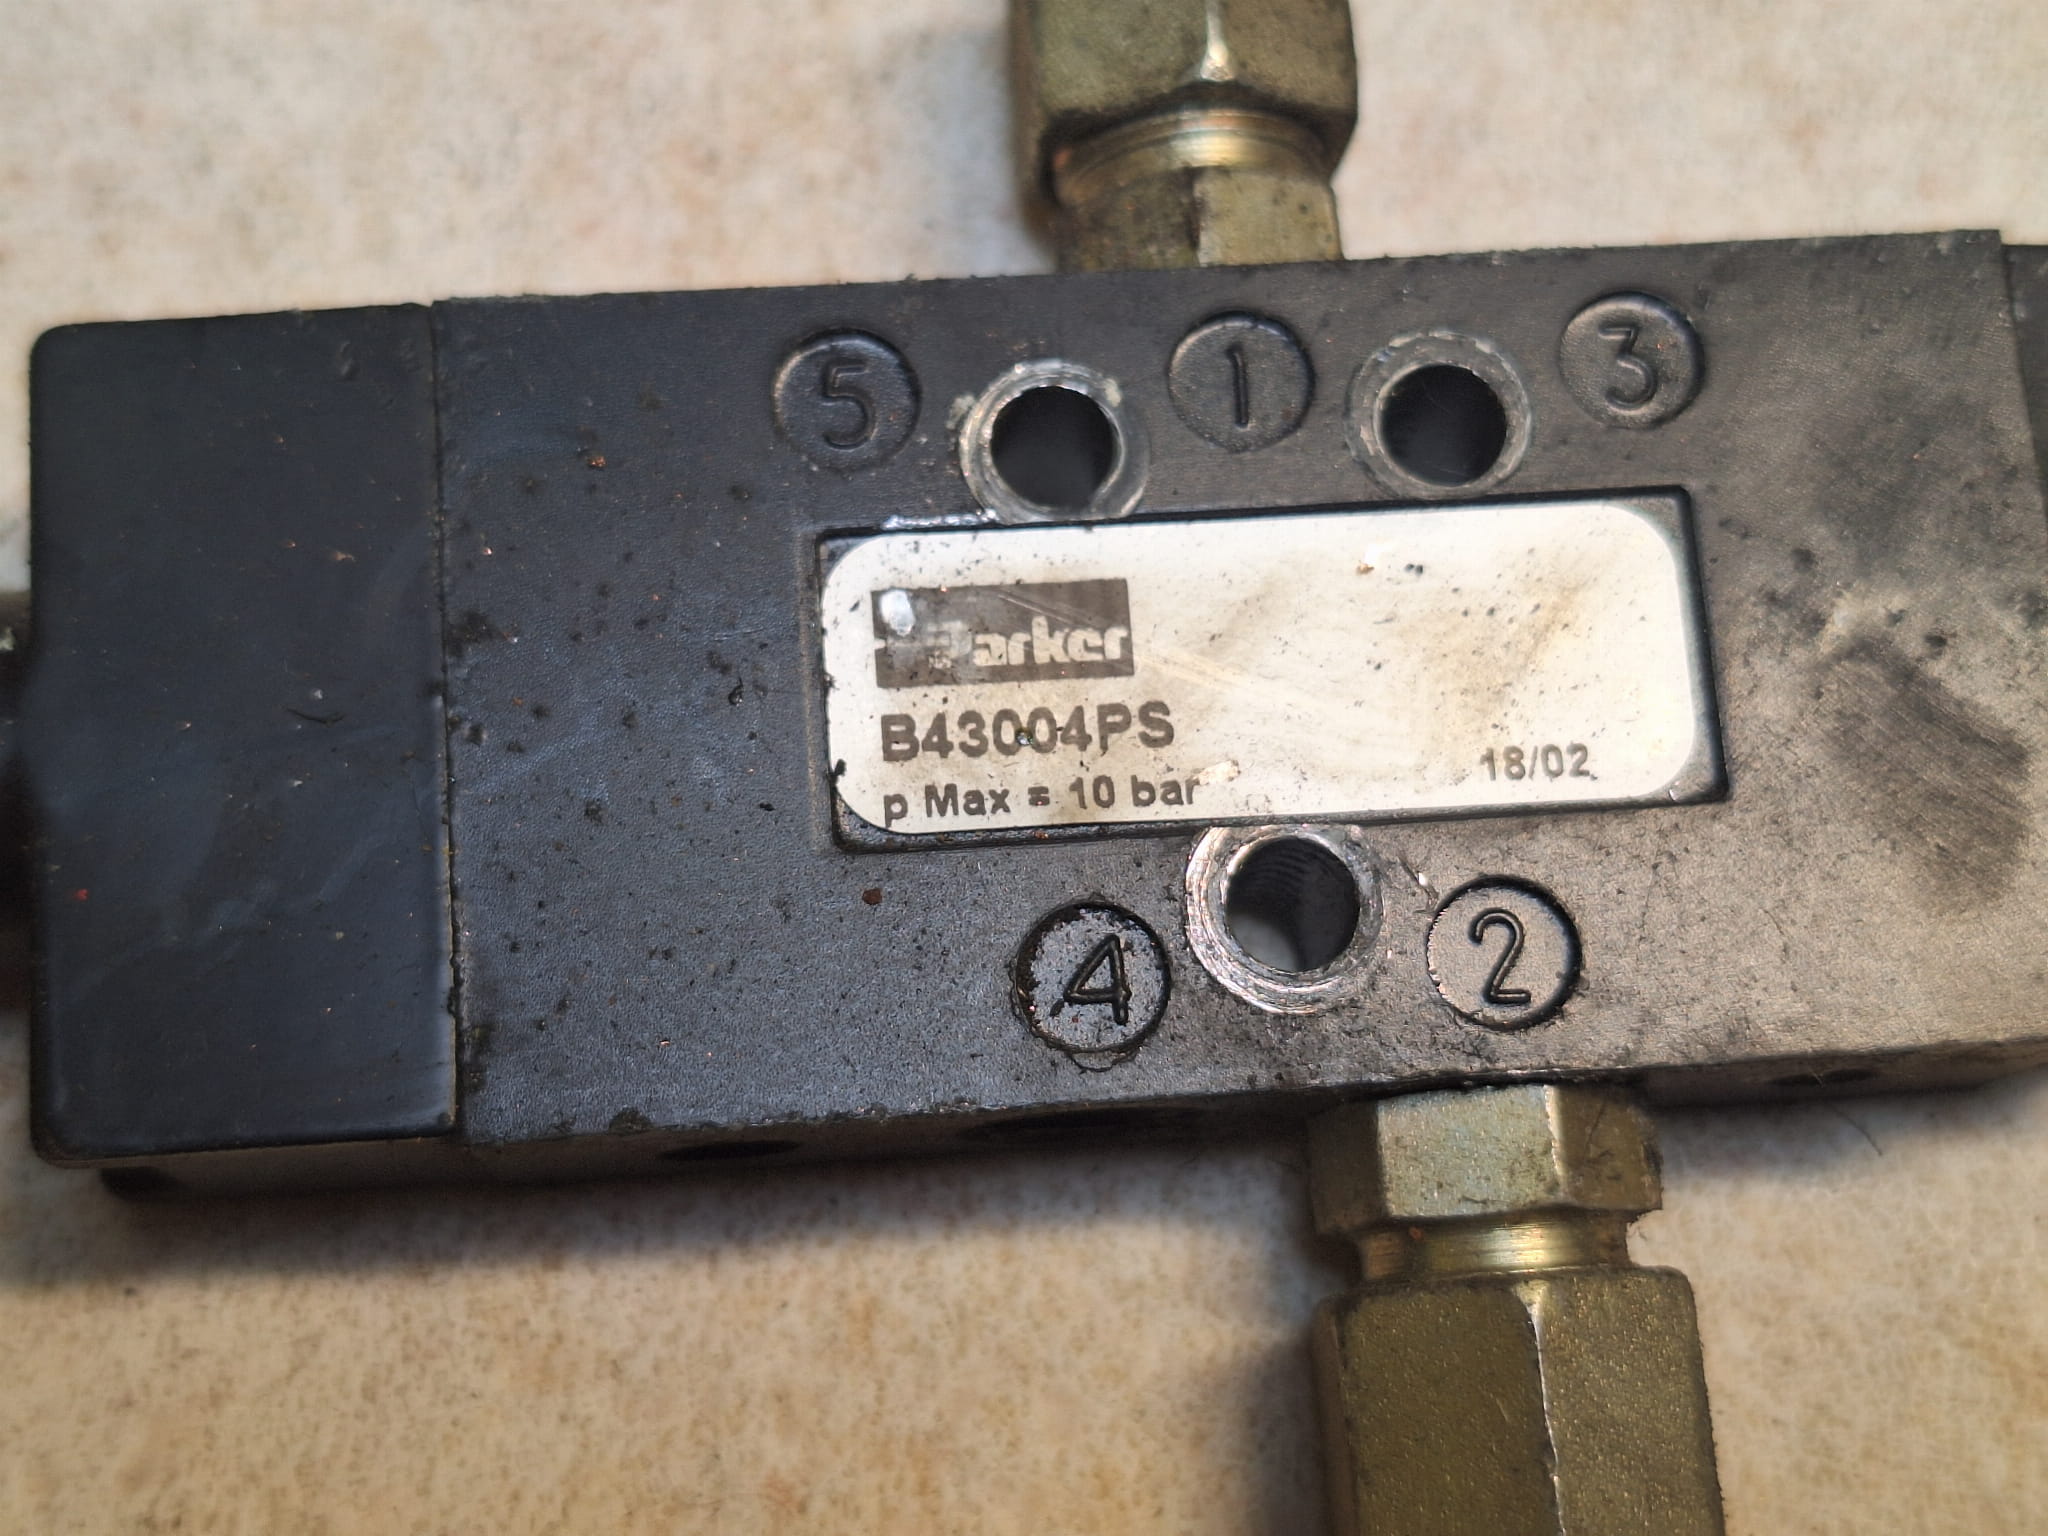 5 1 3
Parker
B43004PS
p Max = 10 bar 18/02
4 2